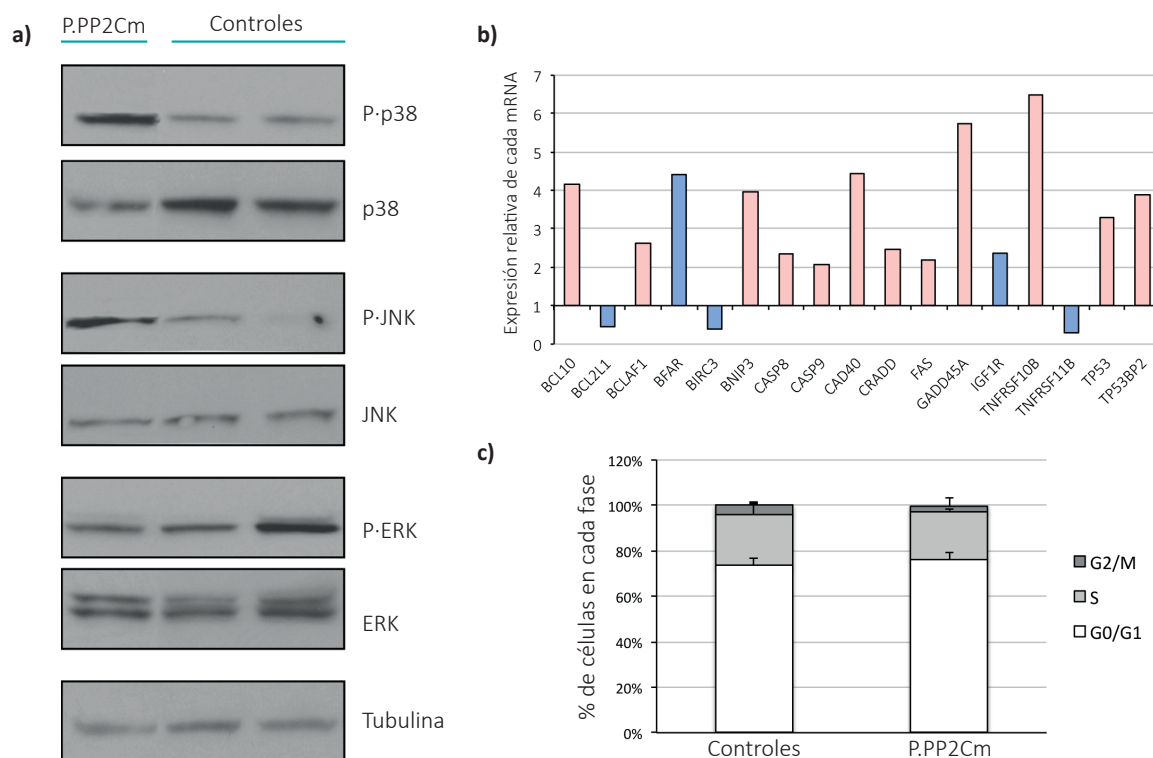 a)
P.PP2Cm
Controles
P·p38
p38
P·JNK
JNK
P·ERK
ERK
Tubulina
b)
Expresión relativa de cada mRNA
7
6
5
4
3
2
1
0
BCL10
BCL2L1
BCLAF1
BFAR
BIRC3
BNIP3
CASP8
CASP9
CAD40
CRADD
FAS
GADD45A
IGF1R
TNFRSF10B
TNFRSF11B
TP53
TP53BP2
c)
% de células en cada fase
120%
100%
80%
60%
40%
20%
0%
Controles
P.PP2Cm
G2/M
S
G0/G1